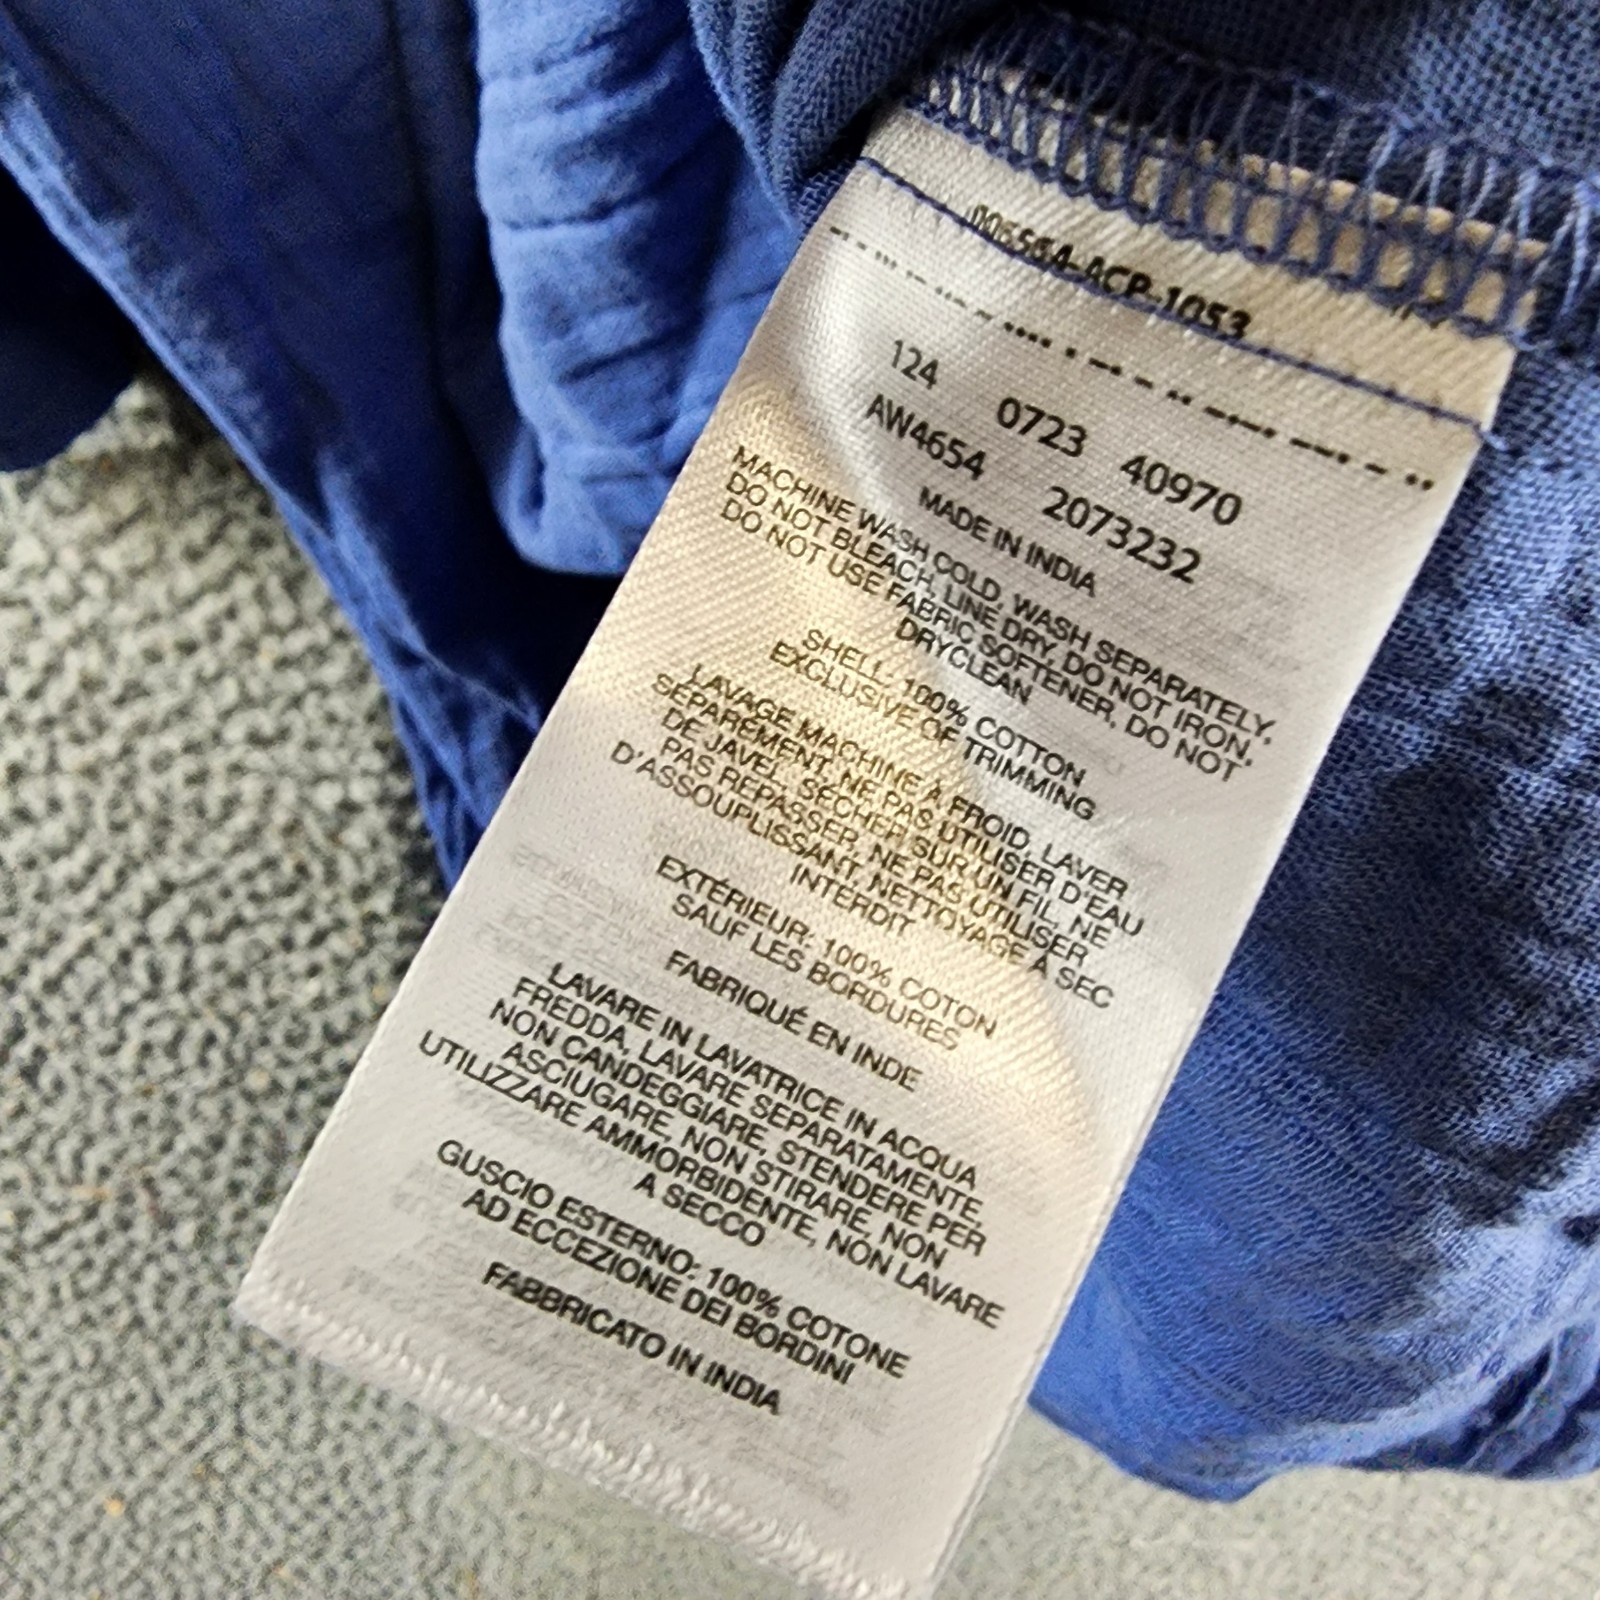 006564-ACP-1053
124 0723 40970
AW4654 2073232
MADE IN INDIA
MACHINE WASH COLD, WASH SEPARATELY,
DO NOT BLEACH, LINE DRY, DO NOT IRON,
DO NOT USE FABRIC SOFTENER, DO NOT
DRYCLEAN
SHELL: 100% COTTON
EXCLUSIVE OF TRIMMING
LAVAGE MACHINE À FROID, LAVER
SÉPARÉMENT, NE PAS UTILISER D'EAU
DE JAVEL, SÉCHER SUR UN FIL, NE
PAS REPASSER, NE PAS UTILISER
D'ASSOUPLISSANT, NETTOYAGE À SEC
INTERDIT
EXTÉRIEUR: 100% COTON
SAUF LES BORDURES
FABRIQUÉ EN INDE
LAVARE IN LAVATRICE IN ACQUA
FREDDA, LAVARE SEPARATAMENTE,
NON CANDEGGIARE, STENDERE PER
ASCIUGARE, NON STIRARE, NON
UTILIZZARE AMMORBIDENTE, NON LAVARE
A SECCO
GUSCIO ESTERNO: 100% COTONE
AD ECCEZIONE DEI BORDINI
FABBRICATO IN INDIA